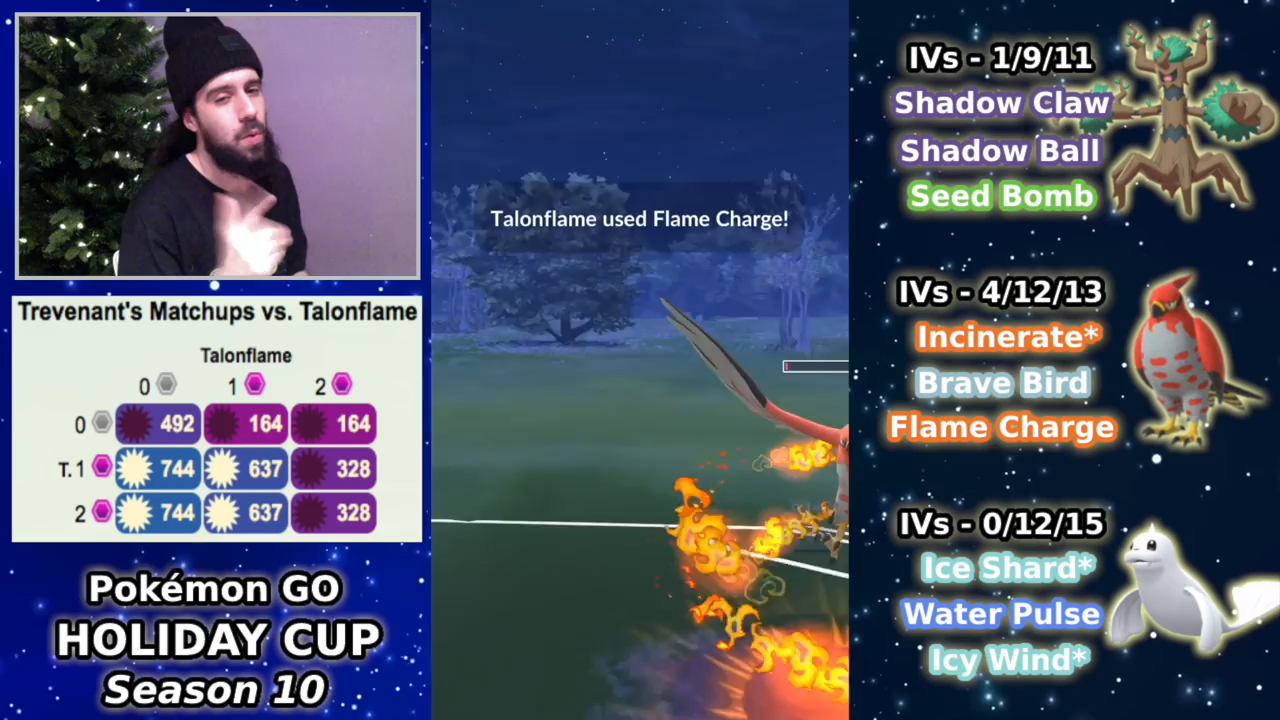 Trevenant's Matchups vs. Talonflame
Talonflame
0 1 2
0 492 164 164
T. 1 744 637 328
2 744 637 328
Pokémon GO
HOLIDAY CUP
Season 10
Talonflame used Flame Charge!
IVs - 1/9/11
Shadow Claw
Shadow Ball
Seed Bomb
IVs - 4/12/13
Incinerate*
Brave Bird
Flame Charge
IVs - 0/12/15
Ice Shard*
Water Pulse
Icy Wind*